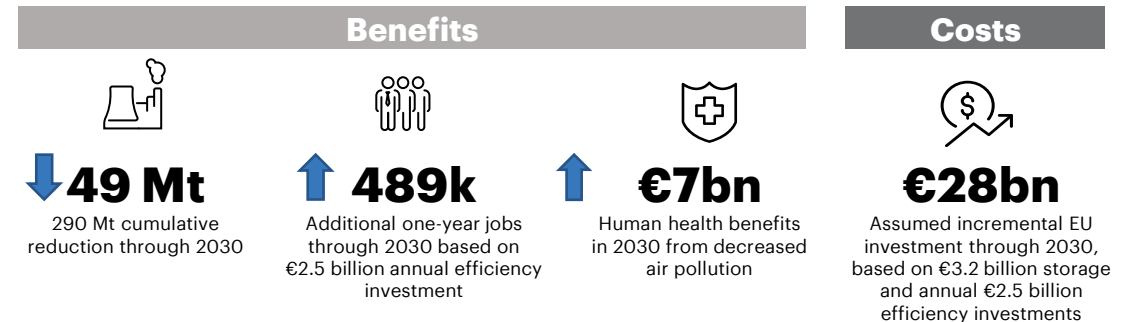 Benefits
Costs
$
49 Mt
290 Mt cumulative
reduction through 2030
489k
Additional one-year jobs
through 2030 based on
€2.5 billion annual efficiency
investment
€7bn
Human health benefits
in 2030 from decreased
air pollution
€28bn
Assumed incremental EU
investment through 2030,
based on €3.2 billion storage
and annual €2.5 billion
efficiency investments